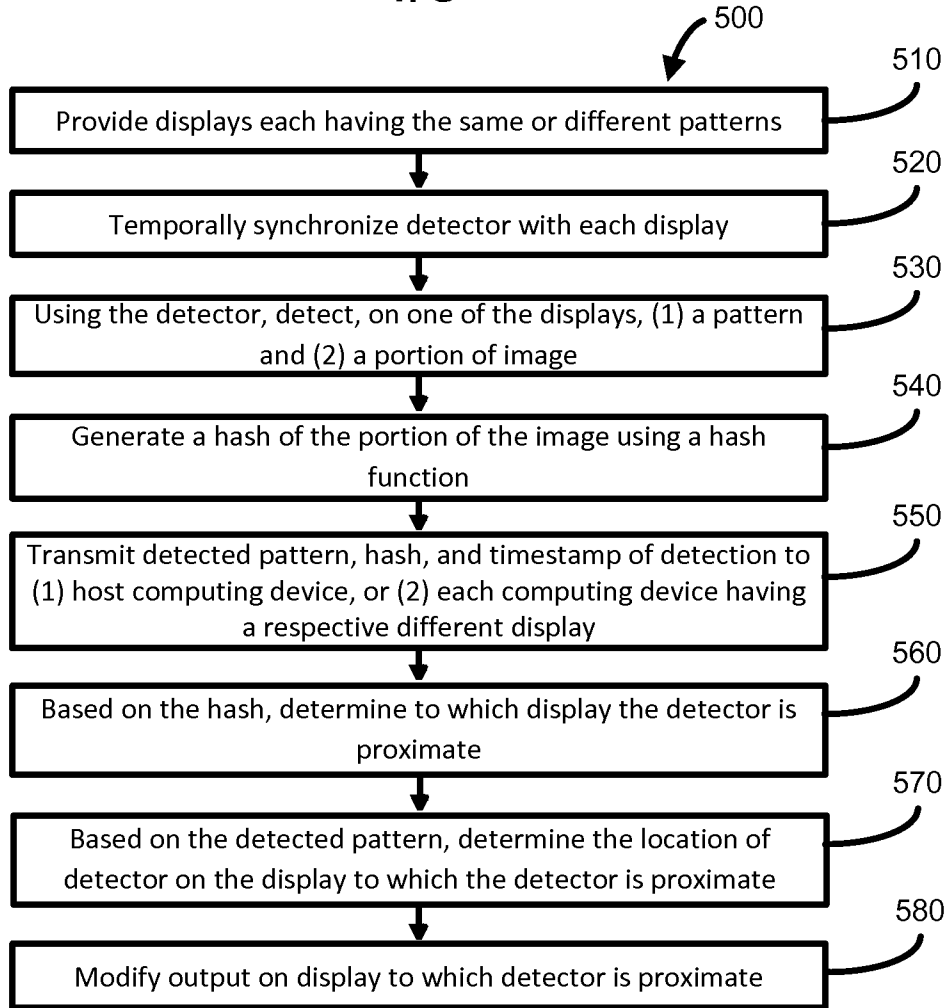 500
510
Provide displays each having the same or different patterns
520
Temporally synchronize detector with each display
530
Using the detector, detect, on one of the displays, (1) a pattern
and (2) a portion of image
540
Generate a hash of the portion of the image using a hash
function
550
Transmit detected pattern, hash, and timestamp of detection to
(1) host computing device, or (2) each computing device having
a respective different display
560
Based on the hash, determine to which display the detector is
proximate
570
Based on the detected pattern, determine the location of
detector on the display to which the detector is proximate
580
Modify output on display to which detector is proximate